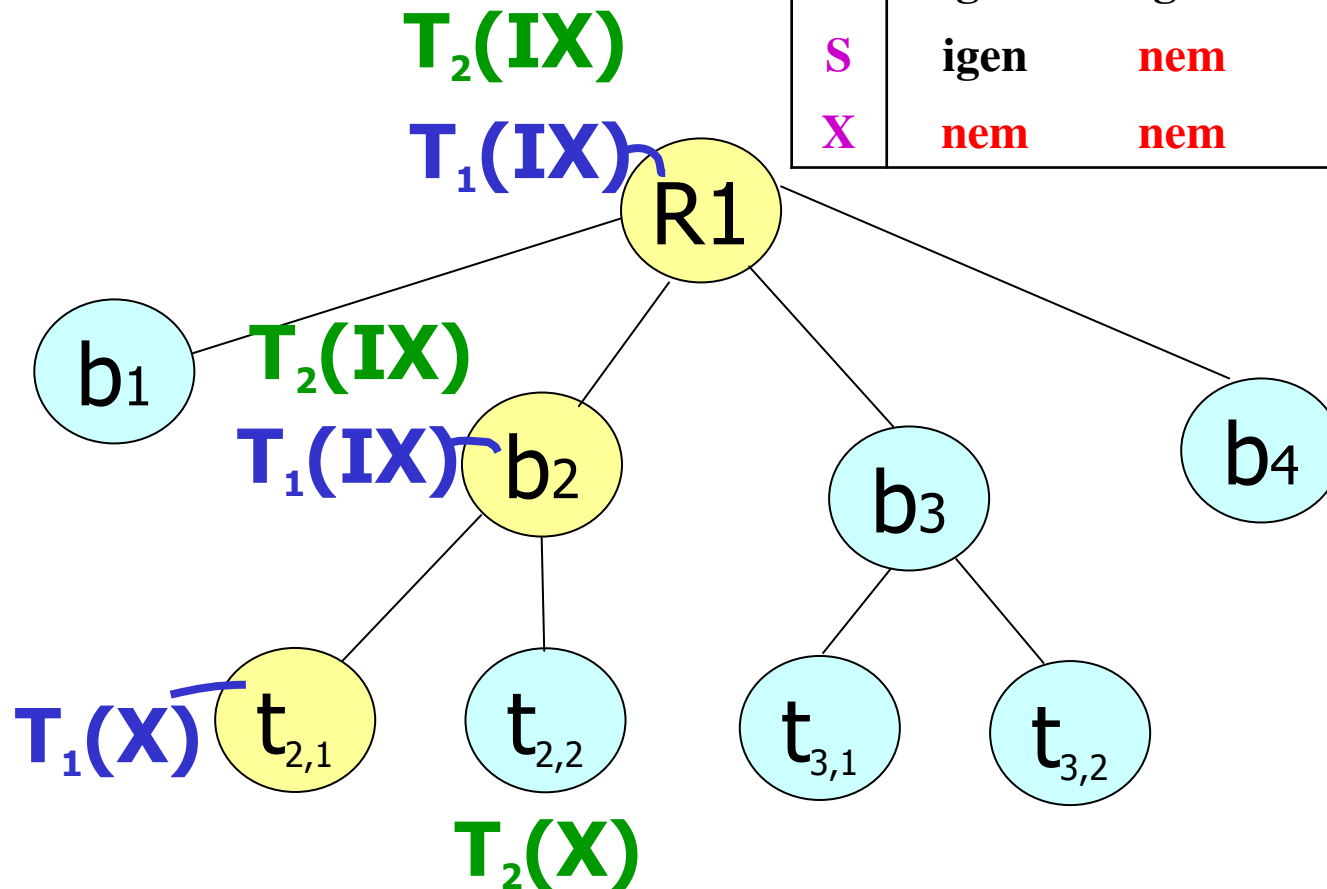 T₂(IX)
S igen nem
T₁(IX)
X nem nem
R1
b1
T₂(IX)
T₁(IX)
b2
b3
b4
T₁(X)
t2,1
t2,2
t3,1
t3,2
T₂(X)